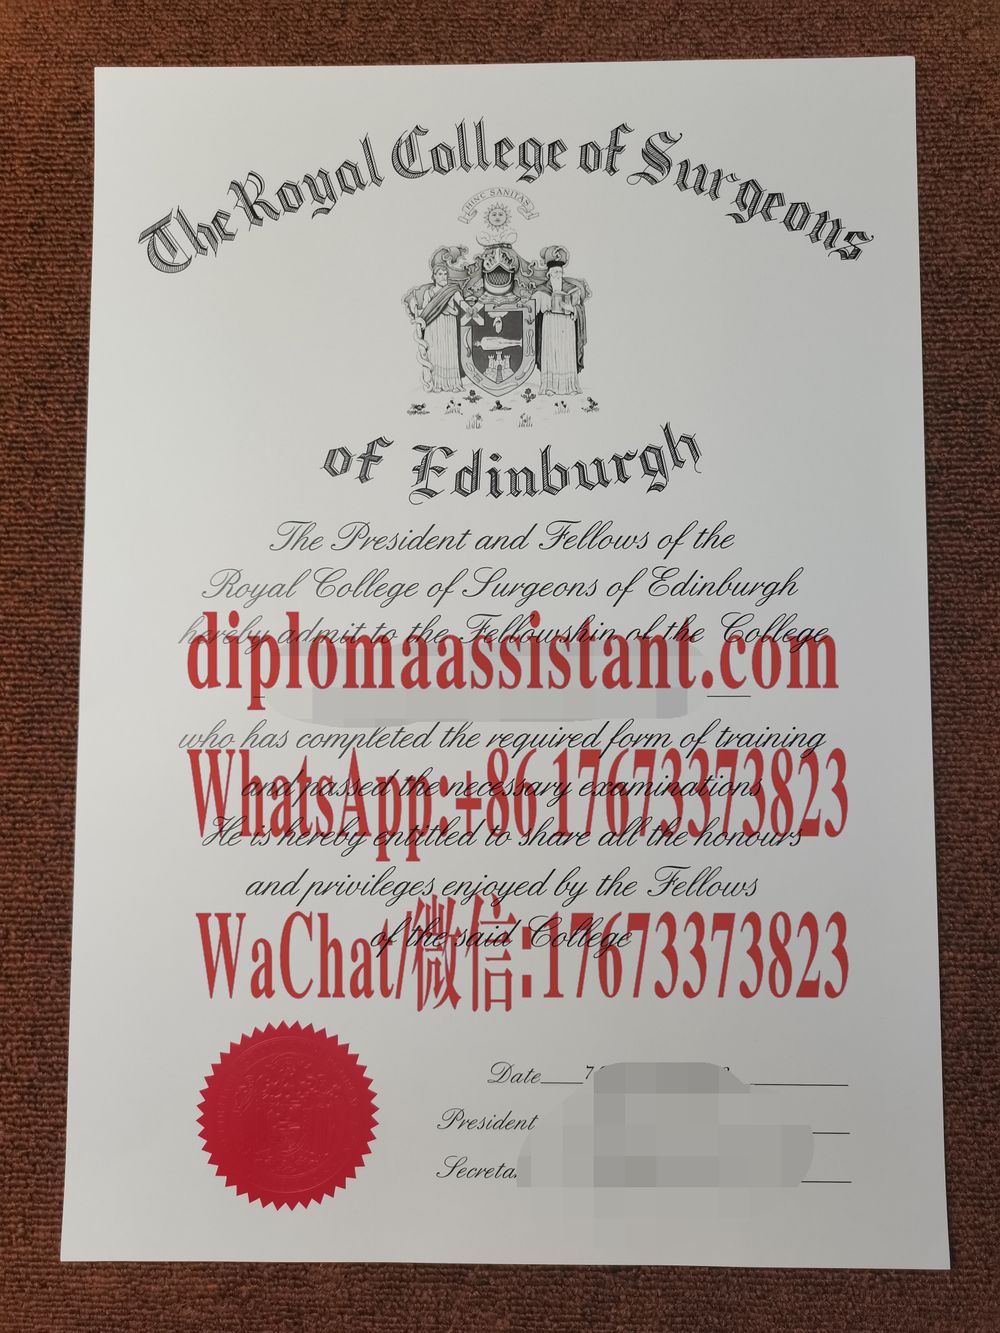 The Royal College of Surgeons
HINC SANITAS
of Edinburgh
The President and Fellows of the
Royal College of Surgeons of Edinburgh
hereby admit to the Fellowship of the College
diplomaassistant.com
who has completed the required form of training
WhatsApp:+8617673373823
and passed the necessary examinations
He is hereby entitled to share all the honours
and privileges enjoyed by the Fellows
WaChat/微信:17673373823
of the said College
Date 7
President
Secreta